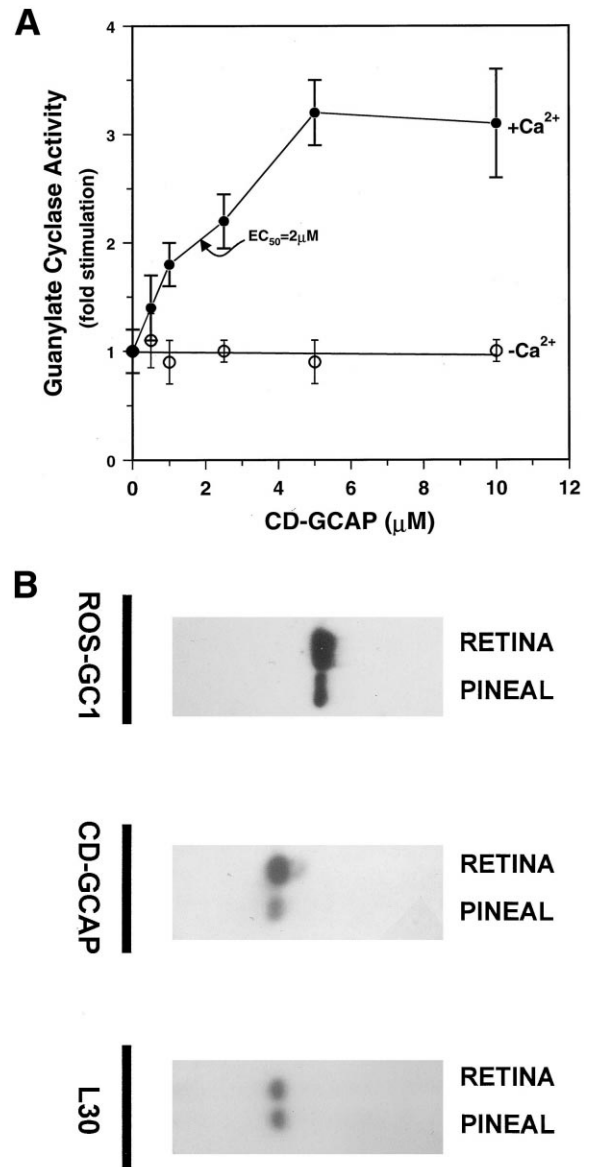 A
4
3
2
1
0
Guanylate Cyclase Activity
(fold stimulation)
+Ca²⁺
EC₅₀=2μM
-Ca²⁺
0 2 4 6 8 10 12
CD-GCAP (μM)
B
ROS-GC1
RETINA
PINEAL
CD-GCAP
RETINA
PINEAL
L30
RETINA
PINEAL